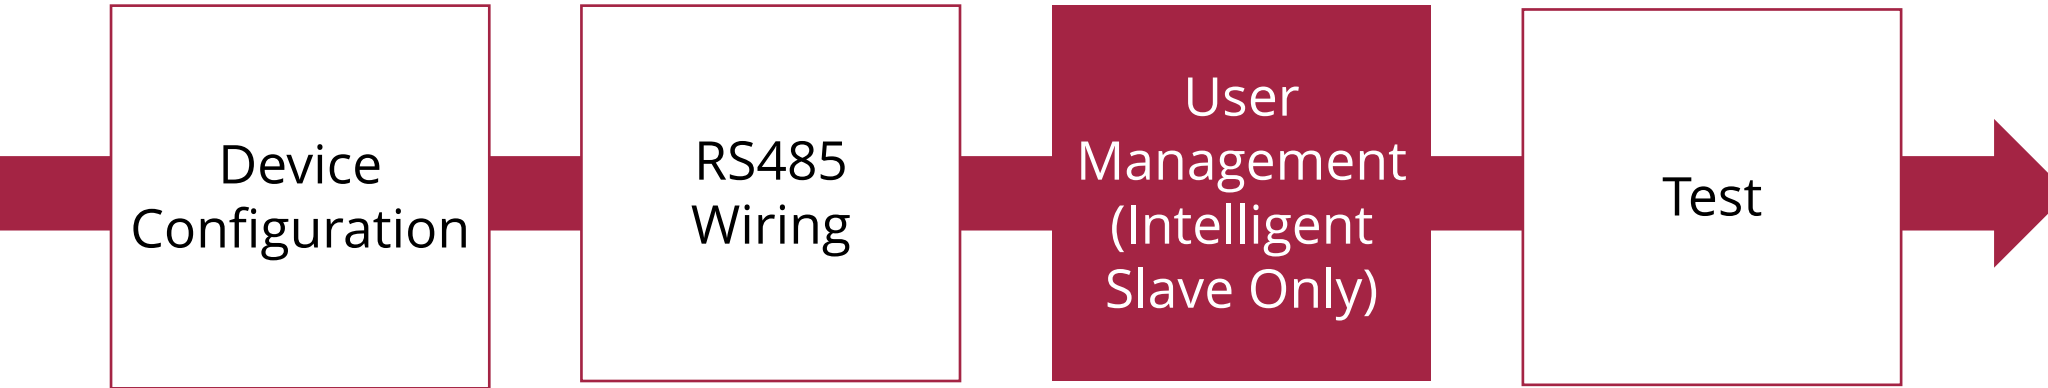 Device
Configuration
RS485
Wiring
User
Management
(Intelligent
Slave Only)
Test